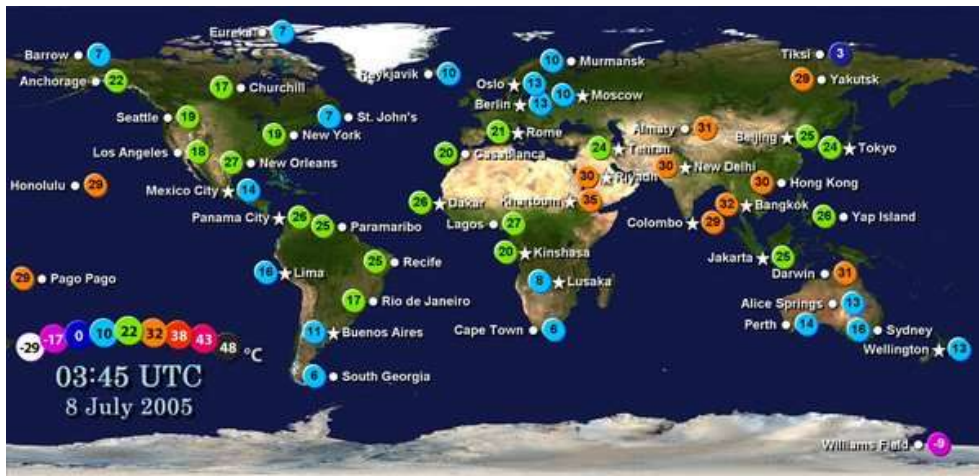 Eureka 7
Barrow 7
Tiksi 3
Anchorage 22
17 Churchill
Reykjavik 10
10 Murmansk
29 Yakutsk
Oslo 13
10 Moscow
Berlin 13
Seattle 19
7 St. John's
19 New York
21 Rome
Almaty 31
Beijing 25
24 Tokyo
Los Angeles 18
27 New Orleans
20 Casablanca
24 Tehran
30 New Delhi
Honolulu 29
Mexico City 14
30 Riyadh
30 Hong Kong
26 Dakar
Khartoum 35
32 Bangkok
Panama City 26
25 Paramaribo
Lagos 27
Colombo 29
26 Yap Island
20 Kinshasa
Jakarta 25
29 Pago Pago
16 Lima
25 Recife
8 Lusaka
Darwin 31
17 Rio de Janeiro
Alice Springs 13
11 Buenos Aires
Cape Town 6
Perth 14
16 Sydney
Wellington 13
-29 -17 0 10 22 32 38 43 48 °C
03:45 UTC
8 July 2005
6 South Georgia
Williams Field -9